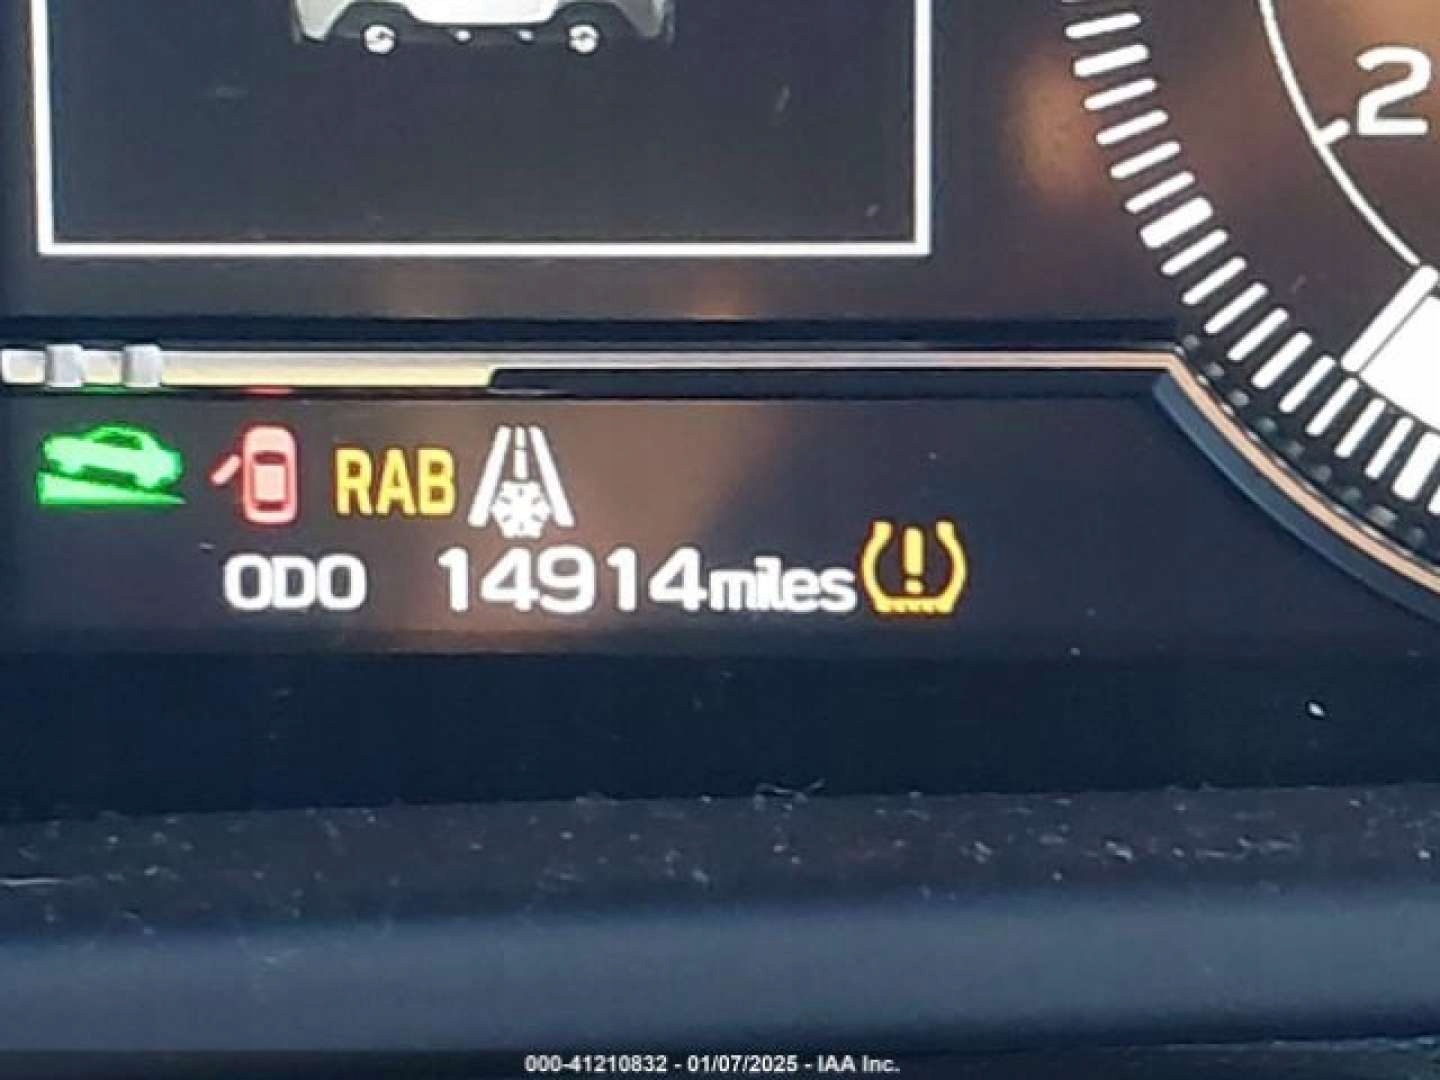 2
RAB
ODO 14914miles
000-41210832 - 01/07/2025 - IAA Inc.